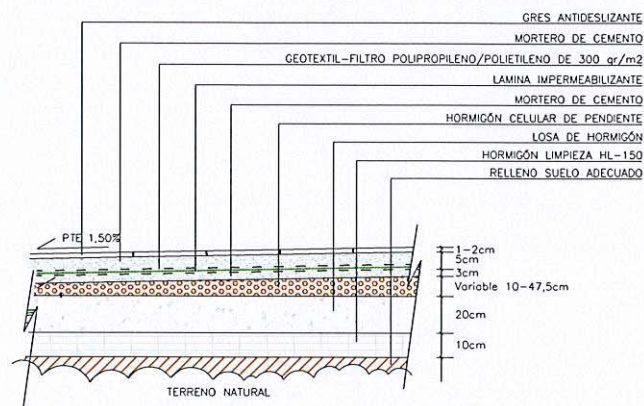 GRES ANTIDESLIZANTE
MORTERO DE CEMENTO
GEOTEXTIL-FILTRO POLIPROPILENO/POLIETILENO DE 300 gr/m2
LAMINA IMPERMEABILIZANTE
MORTERO DE CEMENTO
HORMIGÓN CELULAR DE PENDIENTE
LOSA DE HORMIGÓN
HORMIGÓN LIMPIEZA HL-150
RELLENO SUELO ADECUADO
PTE 1,50%
1-2cm
5cm
3cm
Variable 10-47,5cm
20cm
10cm
TERRENO NATURAL